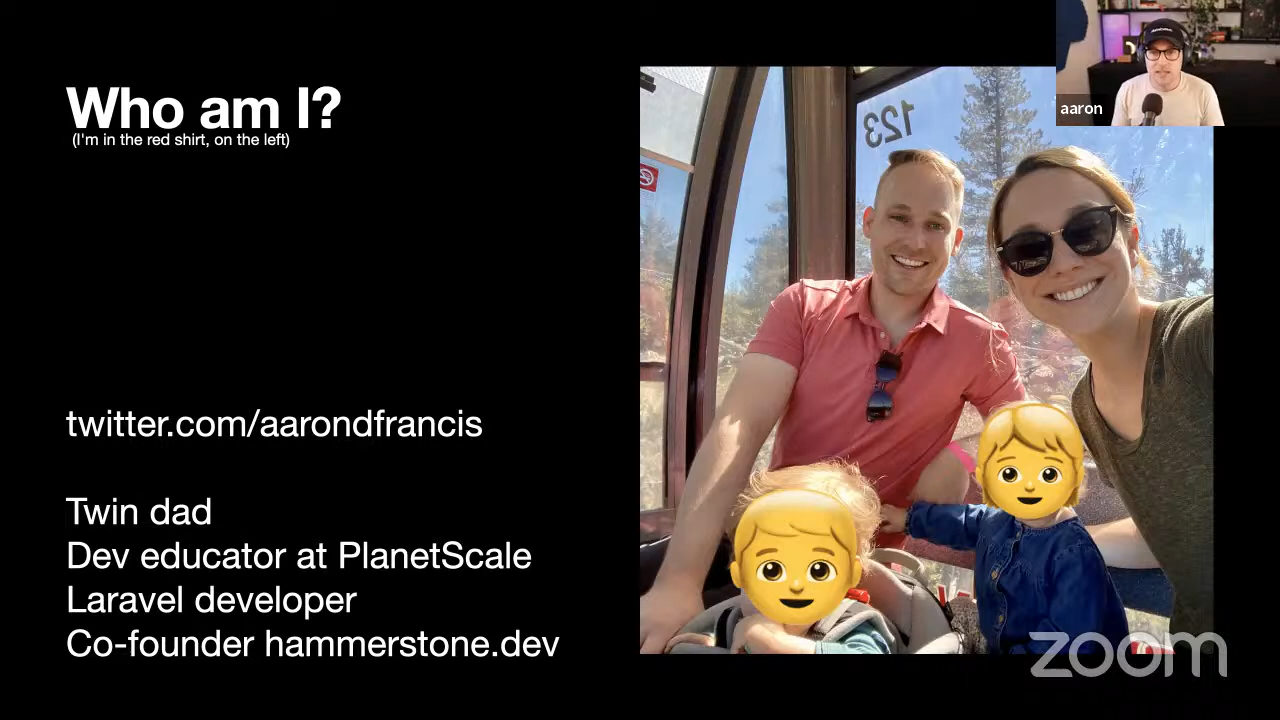 Who am I?
(I'm in the red shirt, on the left)
twitter.com/aarondfrancis
Twin dad
Dev educator at PlanetScale
Laravel developer
Co-founder hammerstone.dev
123
aaron
zoom